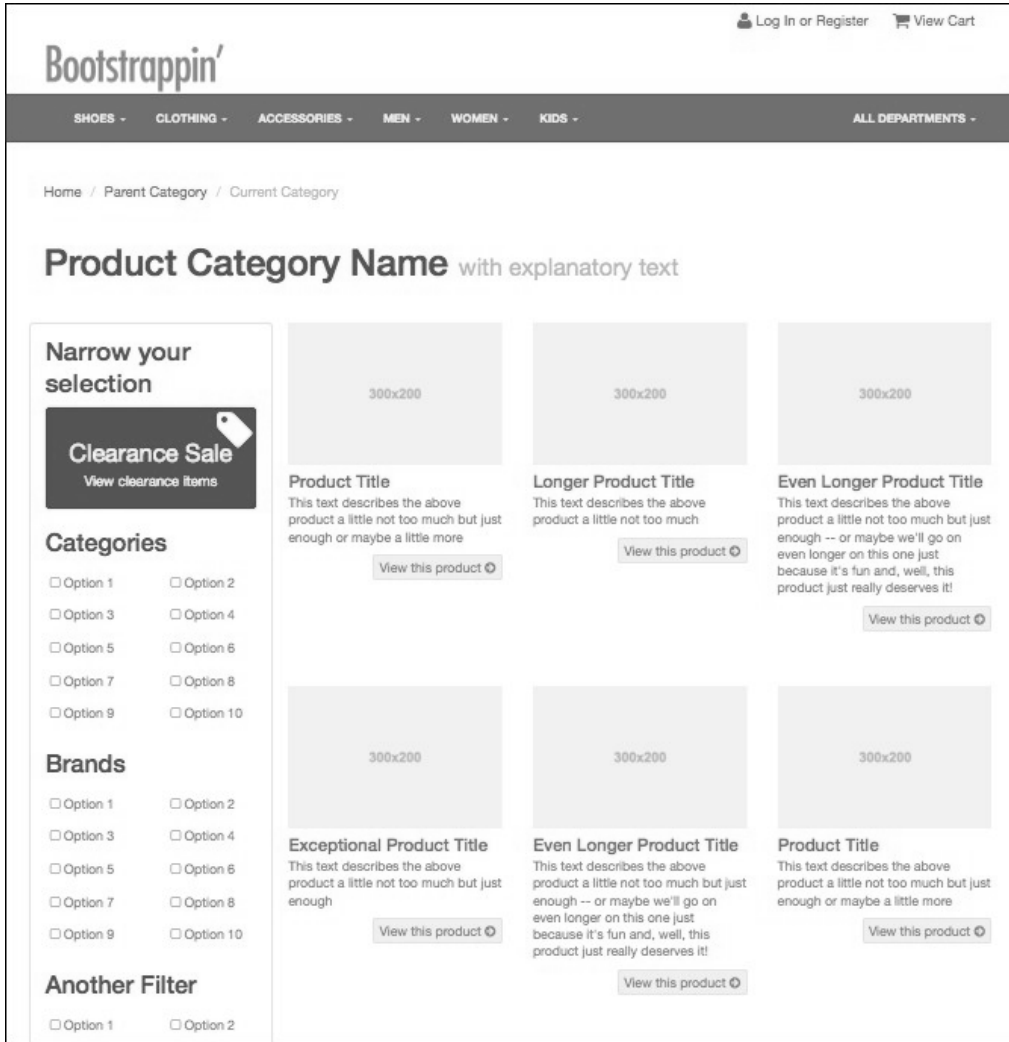 Log In or Register View Cart
Bootstrappin'
SHOES CLOTHING ACCESSORIES MEN WOMEN KIDS ALL DEPARTMENTS
Home / Parent Category / Current Category
Product Category Name with explanatory text
Narrow your
selection
Clearance Sale
View clearance items
Categories
Option 1 Option 2
Option 3 Option 4
Option 5 Option 6
Option 7 Option 8
Option 9 Option 10
Brands
Option 1 Option 2
Option 3 Option 4
Option 5 Option 6
Option 7 Option 8
Option 9 Option 10
Another Filter
Option 1 Option 2
300x200
Product Title
This text describes the above
product a little not too much but just
enough or maybe a little more
View this product
300x200
Longer Product Title
This text describes the above
product a little not too much
View this product
300x200
Even Longer Product Title
This text describes the above
product a little not too much but just
enough -- or maybe we'll go on
even longer on this one just
because it's fun and, well, this
product just really deserves it!
View this product
300x200
Exceptional Product Title
This text describes the above
product a little not too much but just
enough
View this product
300x200
Even Longer Product Title
This text describes the above
product a little not too much but just
enough -- or maybe we'll go on
even longer on this one just
because it's fun and, well, this
product just really deserves it!
View this product
300x200
Product Title
This text describes the above
product a little not too much but just
enough or maybe a little more
View this product